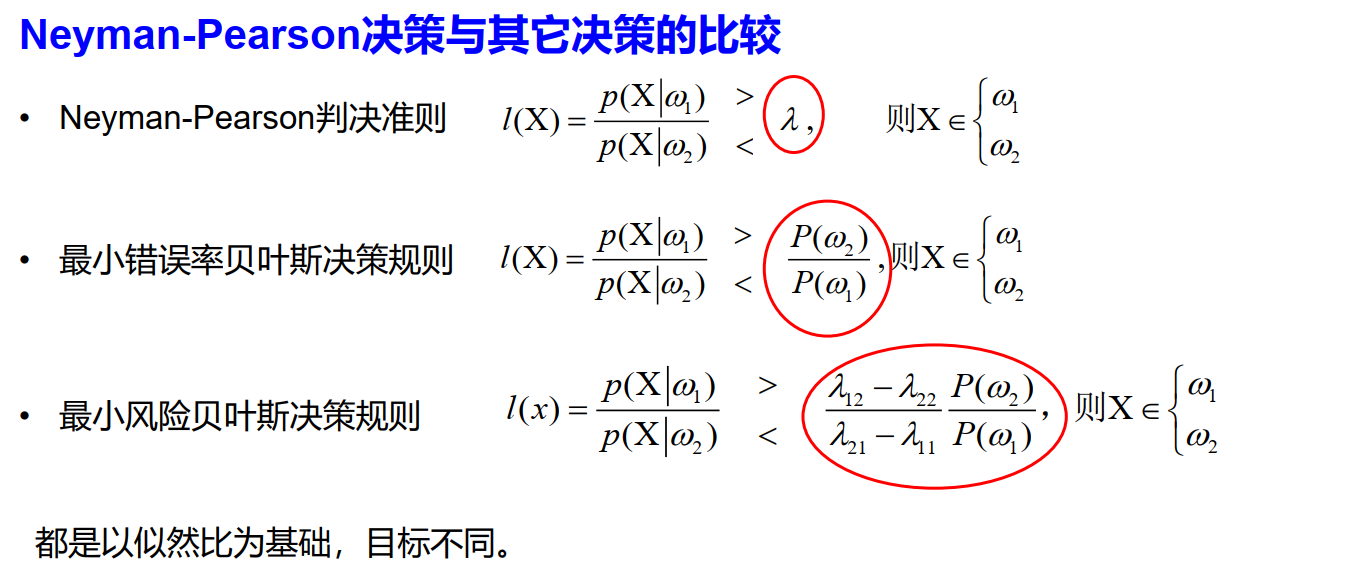 Neyman-Pearson决策与其它决策的比较
• Neyman-Pearson判决准则 l(X) = p(X|ω₁) / p(X|ω₂) > < λ, 则X ∈ { ω₁ ω₂
• 最小错误率贝叶斯决策规则 l(X) = p(X|ω₁) / p(X|ω₂) > < P(ω₂) / P(ω₁) ,则X ∈ { ω₁ ω₂
• 最小风险贝叶斯决策规则 l(x) = p(X|ω₁) / p(X|ω₂) > < (λ₁₂ − λ₂₂) / (λ₂₁ − λ₁₁) P(ω₂) / P(ω₁) , 则X ∈ { ω₁ ω₂
都是以似然比为基础，目标不同。